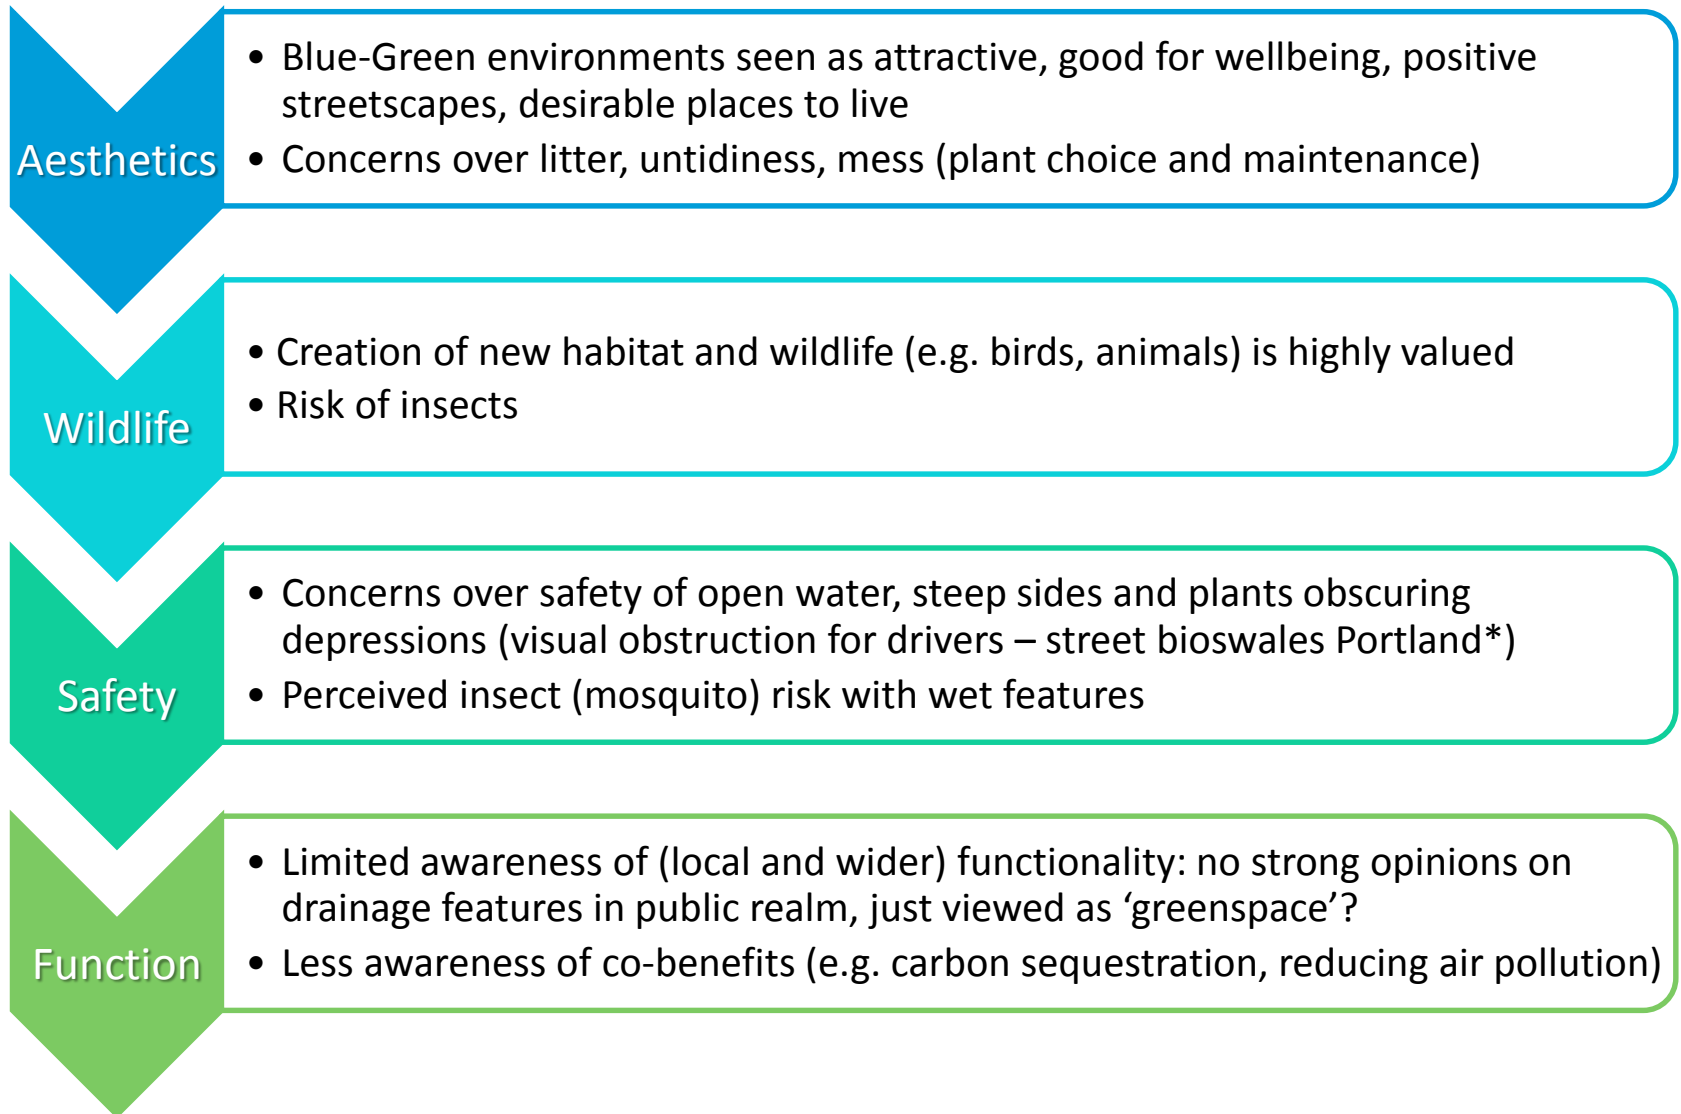 Aesthetics
• Blue-Green environments seen as attractive, good for wellbeing, positive
streetscapes, desirable places to live
• Concerns over litter, untidiness, mess (plant choice and maintenance)
Wildlife
• Creation of new habitat and wildlife (e.g. birds, animals) is highly valued
• Risk of insects
Safety
• Concerns over safety of open water, steep sides and plants obscuring
depressions (visual obstruction for drivers – street bioswales Portland*)
• Perceived insect (mosquito) risk with wet features
Function
• Limited awareness of (local and wider) functionality: no strong opinions on
drainage features in public realm, just viewed as ‘greenspace’?
• Less awareness of co-benefits (e.g. carbon sequestration, reducing air pollution)